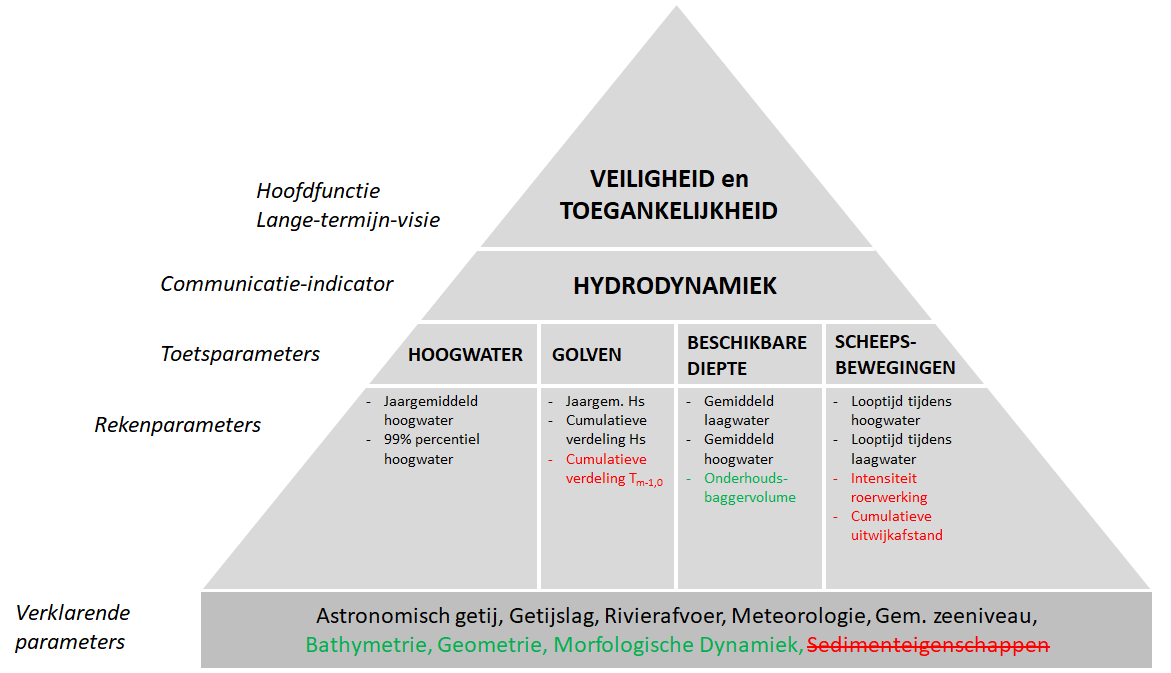 VEILIGHEID en
TOEGANKELIJKHEID
Hoofdfunctie
Lange-termijn-visie
Communicatie-indicator
HYDRODYNAMIEK
Toetsparameters
HOOGWATER
GOLVEN
BESCHIKBARE
DIEPTE
SCHEEPS-
BEWEGINGEN
Rekenparameters
- Jaargemiddeld
hoogwater
- 99% percentiel
hoogwater
- Jaargem. Hs
- Cumulatieve
verdeling Hs
- Cumulatieve
verdeling Tm-1,0
- Gemiddeld
laagwater
- Gemiddeld
hoogwater
- Onderhouds-
baggervolume
- Looptijd tijdens
hoogwater
- Looptijd tijdens
laagwater
- Intensiteit
roerwerking
- Cumulatieve
uitwijkafstand
Verklarende
parameters
Astronomisch getij, Getijslag, Rivierafvoer, Meteorologie, Gem. zeeniveau,
Bathymetrie, Geometrie, Morfologische Dynamiek, Sedimenteigenschappen